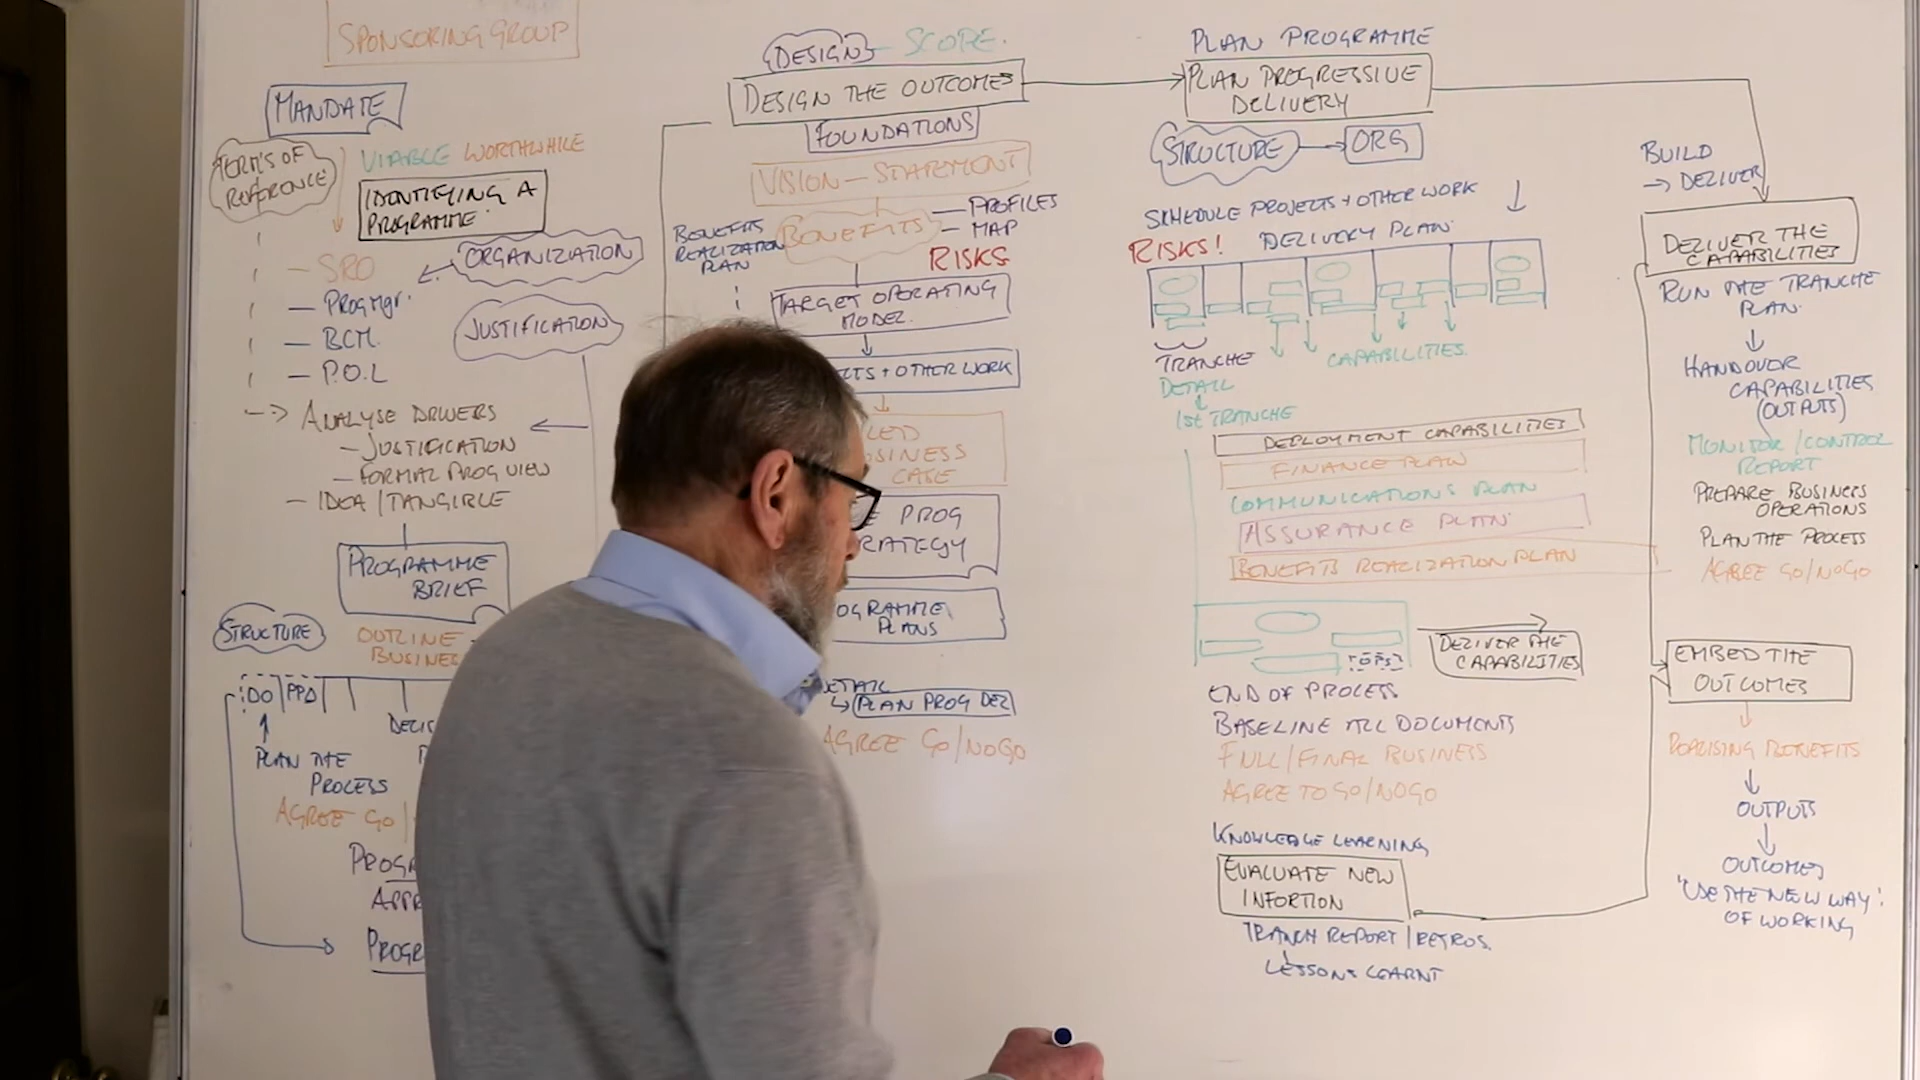 SPONSORING GROUP
MANDATE
TERM'S OF
REFERENCE
VIABLE WORTHWHILE
IDENTIFYING A
PROGRAMME.
ORGANIZIATION
- SRO
- PROG Mgr.
- BCM.
- P.O.L
JUSTIFICATION
--> ANALYSE DRIVERS
- JUSTIFICATION
- FORMAL PROG VIEW
- IDEA / TANGIBLE
PROGRAMME
BRIEF
STRUCTURE
OUTLINE
BUSINES
DO PPD
PLAN THE
PROCESS
AGREE GO/
DESIGN - SCOPE.
DESIGN THE OUTCOMES
FOUNDATIONS
VISION - STATEMENT
BENEFITS
REALIZATION
PLAN
BENEFITS
- PROFILES
- MAP
RISKS
TARGET OPERATING
MODEL.
+ OTHER WORK
CASE
PROG
PLANS
PLAN PROG DEL
AGREE GO/NOGO
PLAN PROGRAMME
PLAN PROGRESSIVE
DELIVERY
STRUCTURE
ORG
SCHEDULE PROJECTS + OTHER WORK
RISKS!
DELIVERY PLAN
TRANCHE
CAPABILITIES.
DETAIL
1st TRANCHE
DEPLOYMENT CAPABILITIES
FINANCE PLAN
COMMUNICATIONS PLAN
ASSURANCE PLAN
BENEFITS REALIZATION PLAN
"OPS"
DELIVER THE
CAPABILITIES
END OF PROCESS
BASELINE ALL DOCUMENTS
FULL/FINAL BUSINESS
AGREE TO GO/NOGO
KNOWLEDGE LEARNING
EVALUATE NEW
INFORTION
TRANCH REPORT / RETROS.
LESSONS LEARNT
BUILD
-> DELIVER
DELIVER THE
CAPABILITIES
RUN THE TRANCHE
PLAN.
HANDOVER
CAPABILITIES
(OUTPUTS)
MONITOR/CONTROL
REPORT
PREPARE BUSINESS
OPERATIONS
PLAN THE PROCESS
AGREE GO/NOGO
EMBED THE
OUTCOMES
BENEFITS
OUTPUTS
OUTCOMES
'USE THE NEW WAY'
OF WORKING